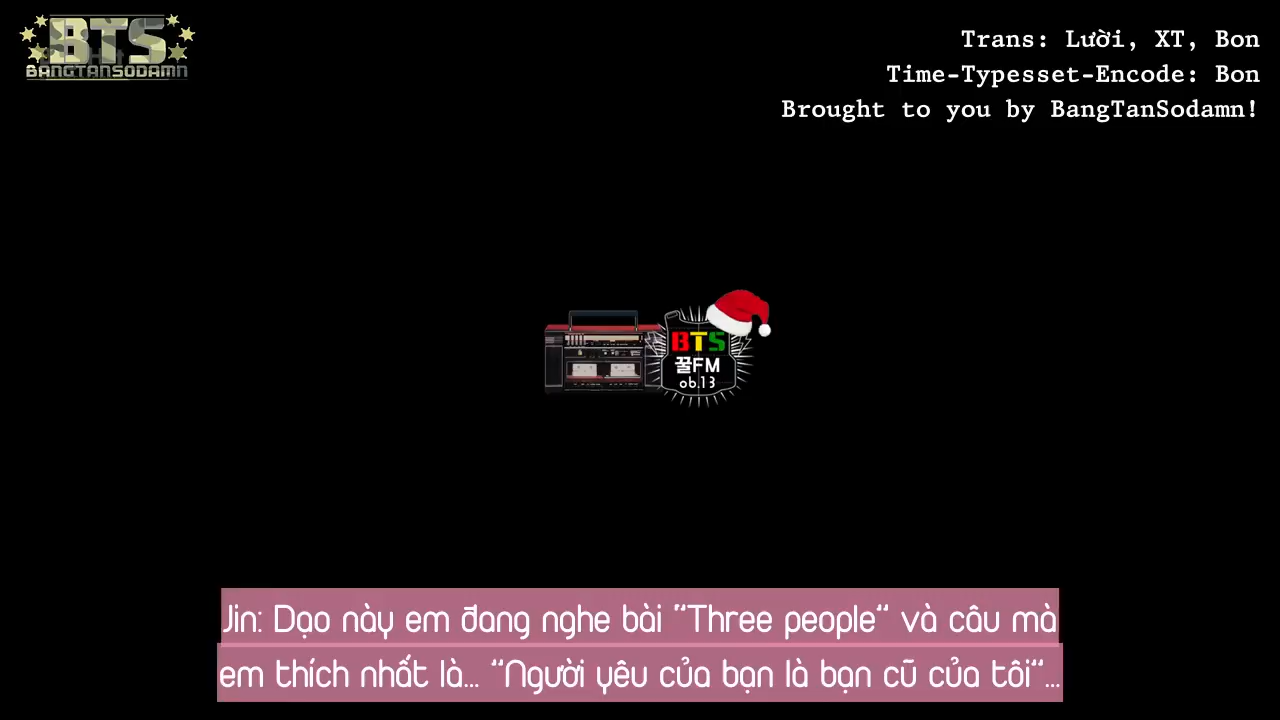 BTS
BANGTANSODAMN
Trans: Lười, XT, Bon
Time-Typesset-Encode: Bon
Brought to you by BangTanSodamn!
BTS
꿀FM
06.13
Jin: Dạo này em đang nghe bài "Three people" và câu mà
em thích nhất là... "Người yêu của bạn là bạn cũ của tôi"...